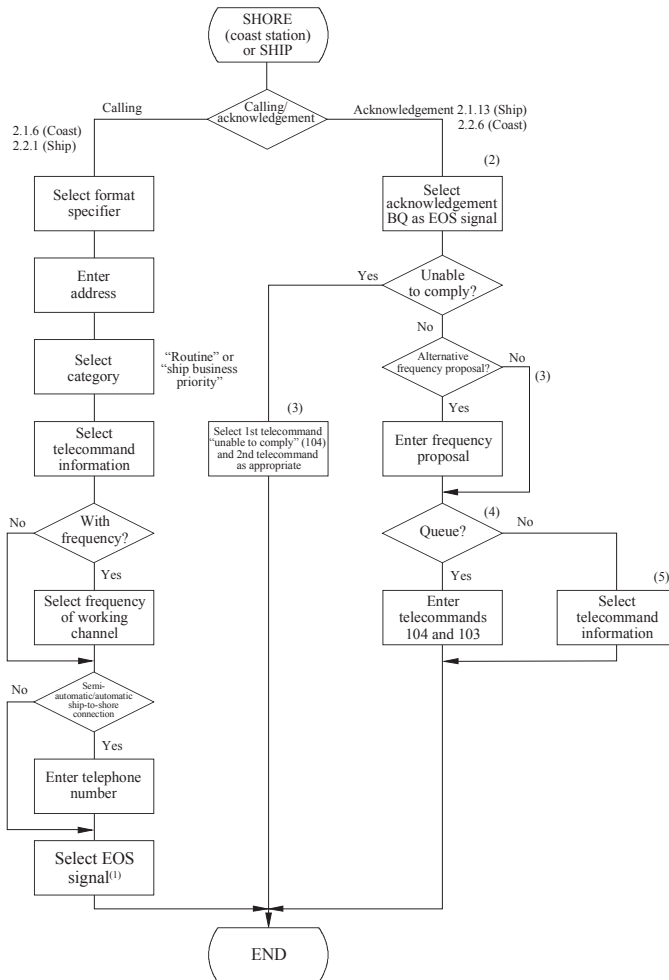 SHORE
(coast station)
or SHIP
Calling
Calling/
acknowledgement
Acknowledgement 2.1.13 (Ship)
2.2.6 (Coast)
2.1.6 (Coast)
2.2.1 (Ship)
Select format
specifier
Enter
address
Select
category
“Routine” or
“ship business
priority”
Select
telecommand
information
No
With
frequency?
Yes
Select frequency
of working
channel
No
Semi-
automatic/automatic
ship-to-shore
connection
Yes
Enter telephone
number
Select EOS
signal(1)
(2)
Select
acknowledgement
BQ as EOS signal
Yes
Unable
to comply?
No
(3)
Select 1st telecommand
“unable to comply” (104)
and 2nd telecommand
as appropriate
Alternative
frequency proposal?
No
(3)
Yes
Enter frequency
proposal
(4)
Queue?
No
Yes
Enter
telecommands
104 and 103
(5)
Select
telecommand
information
END